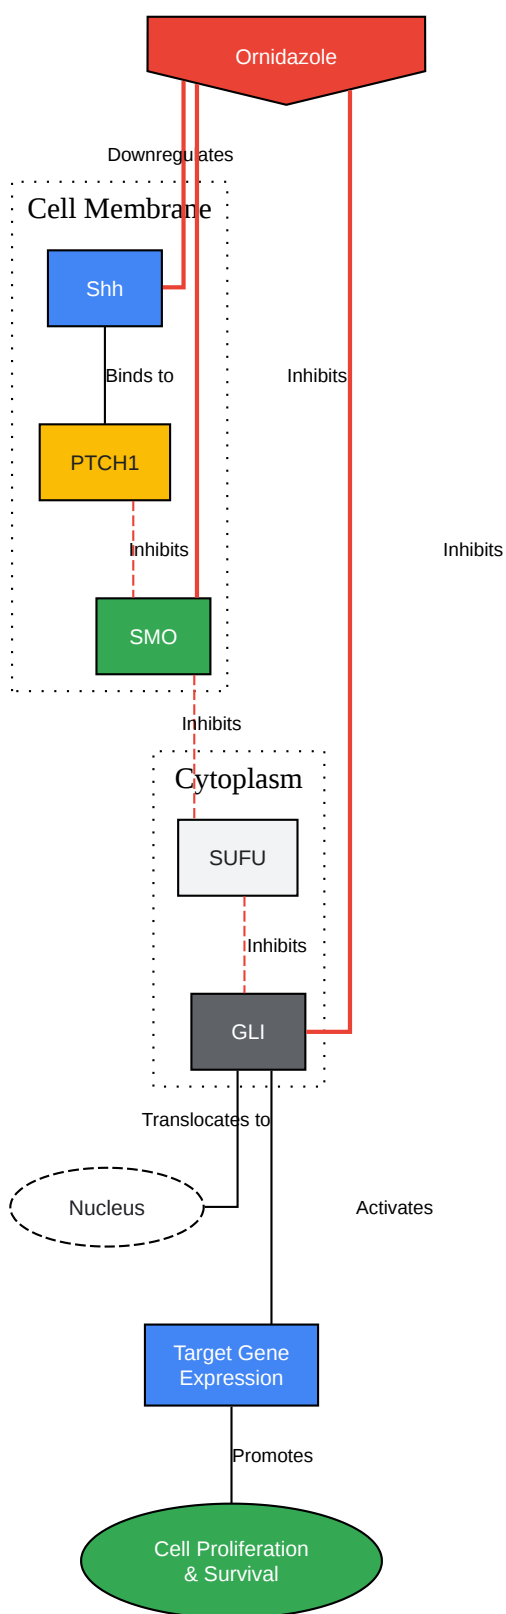 Ornidazole
Downregulates
Cell Membrane
Shh
Binds to
Inhibits
PTCH1
Inhibits
Inhibits
SMO
Inhibits
Cytoplasm
SUFU
Inhibits
GLI
Translocates to
Nucleus
Activates
Target Gene
Expression
Promotes
Cell Proliferation
& Survival